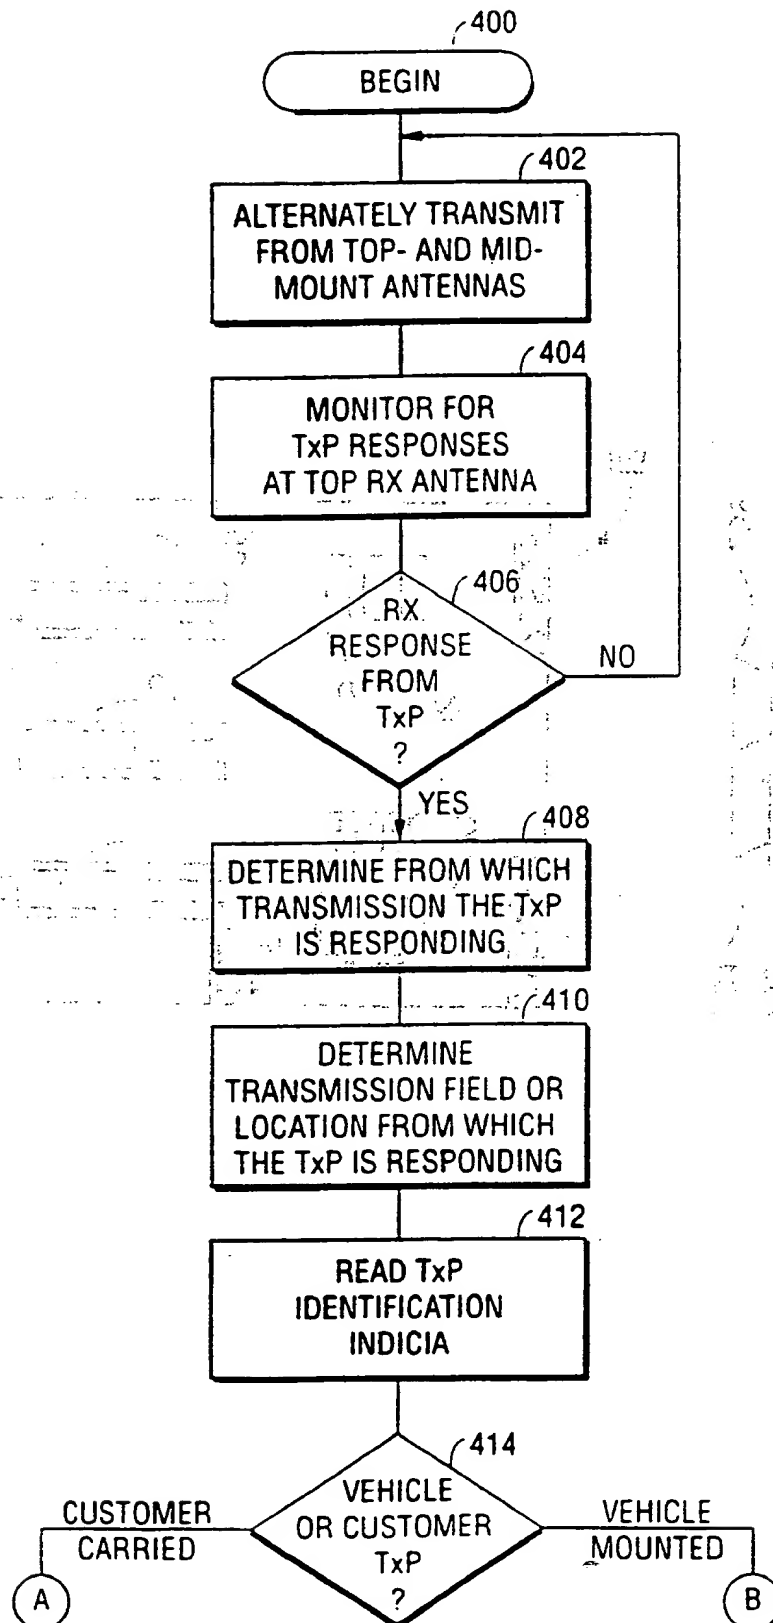 400
BEGIN
402
ALTERNATELY TRANSMIT
FROM TOP- AND MID-
MOUNT ANTENNAS
404
MONITOR FOR
TxP RESPONSES
AT TOP RX ANTENNA
406
RX
RESPONSE
FROM
TxP
?
NO
YES
408
DETERMINE FROM WHICH
TRANSMISSION THE TxP
IS RESPONDING
410
DETERMINE
TRANSMISSION FIELD OR
LOCATION FROM WHICH
THE TxP IS RESPONDING
412
READ TxP
IDENTIFICATION
INDICIA
414
VEHICLE
OR CUSTOMER
TxP
?
CUSTOMER
CARRIED
VEHICLE
MOUNTED
A
B